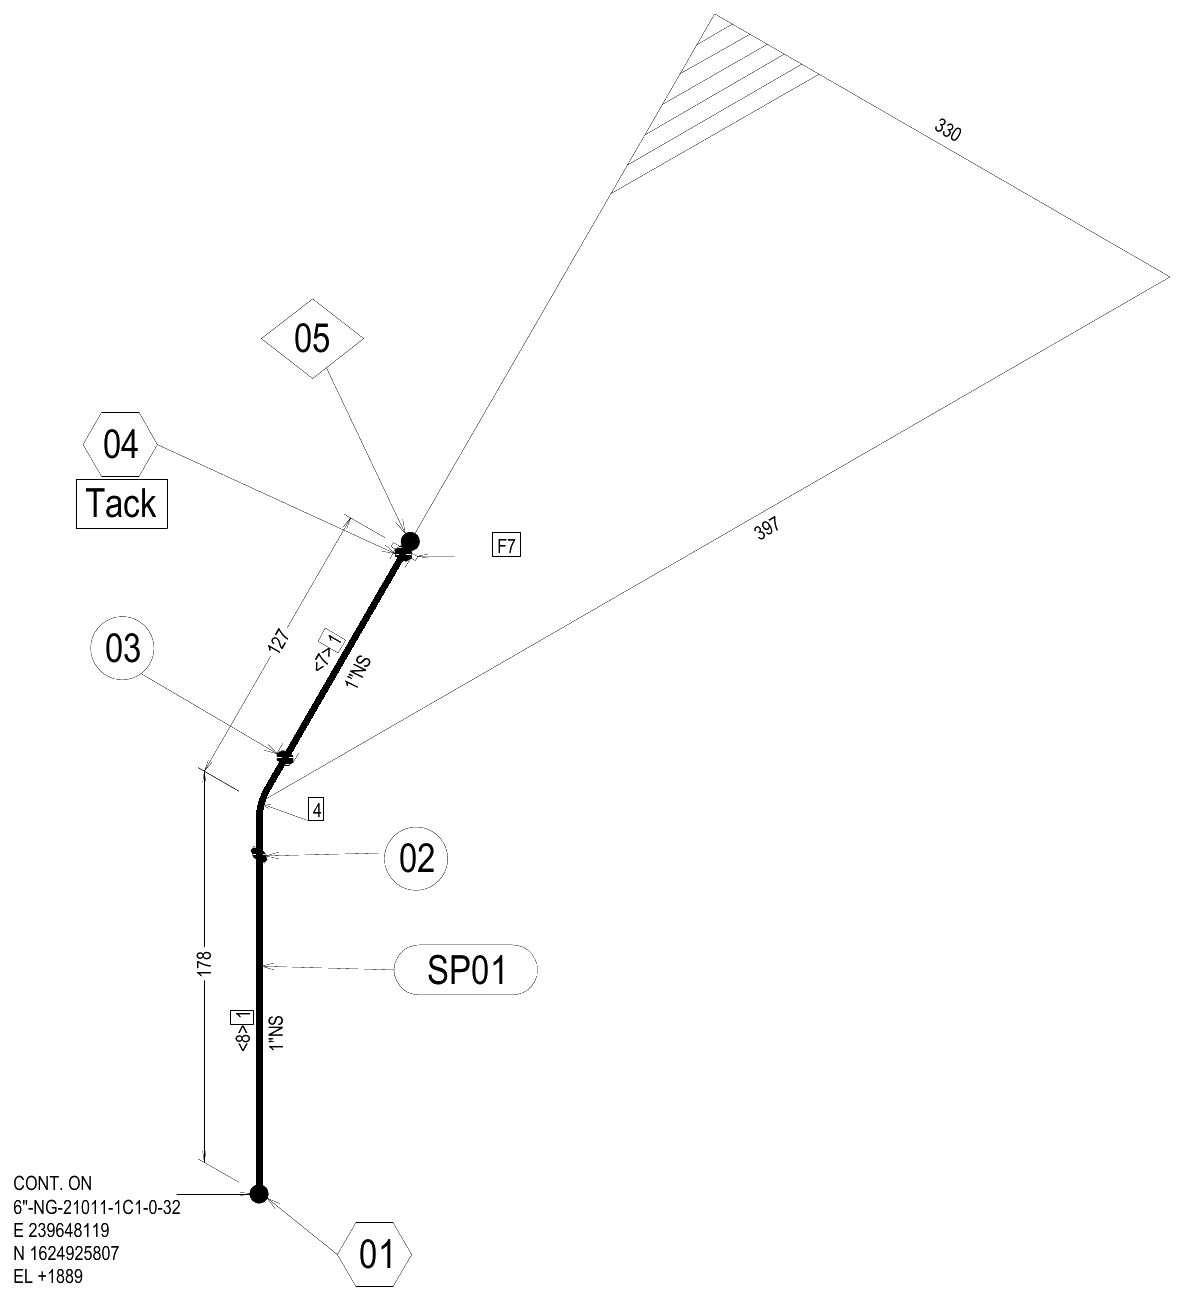 330
05
04
Tack
397
F7
127
<7> 1
1"NS
03
4
02
178
SP01
<8> 1
1"NS
CONT. ON
6"-NG-21011-1C1-0-32
E 239648119
N 1624925807
EL +1889
01